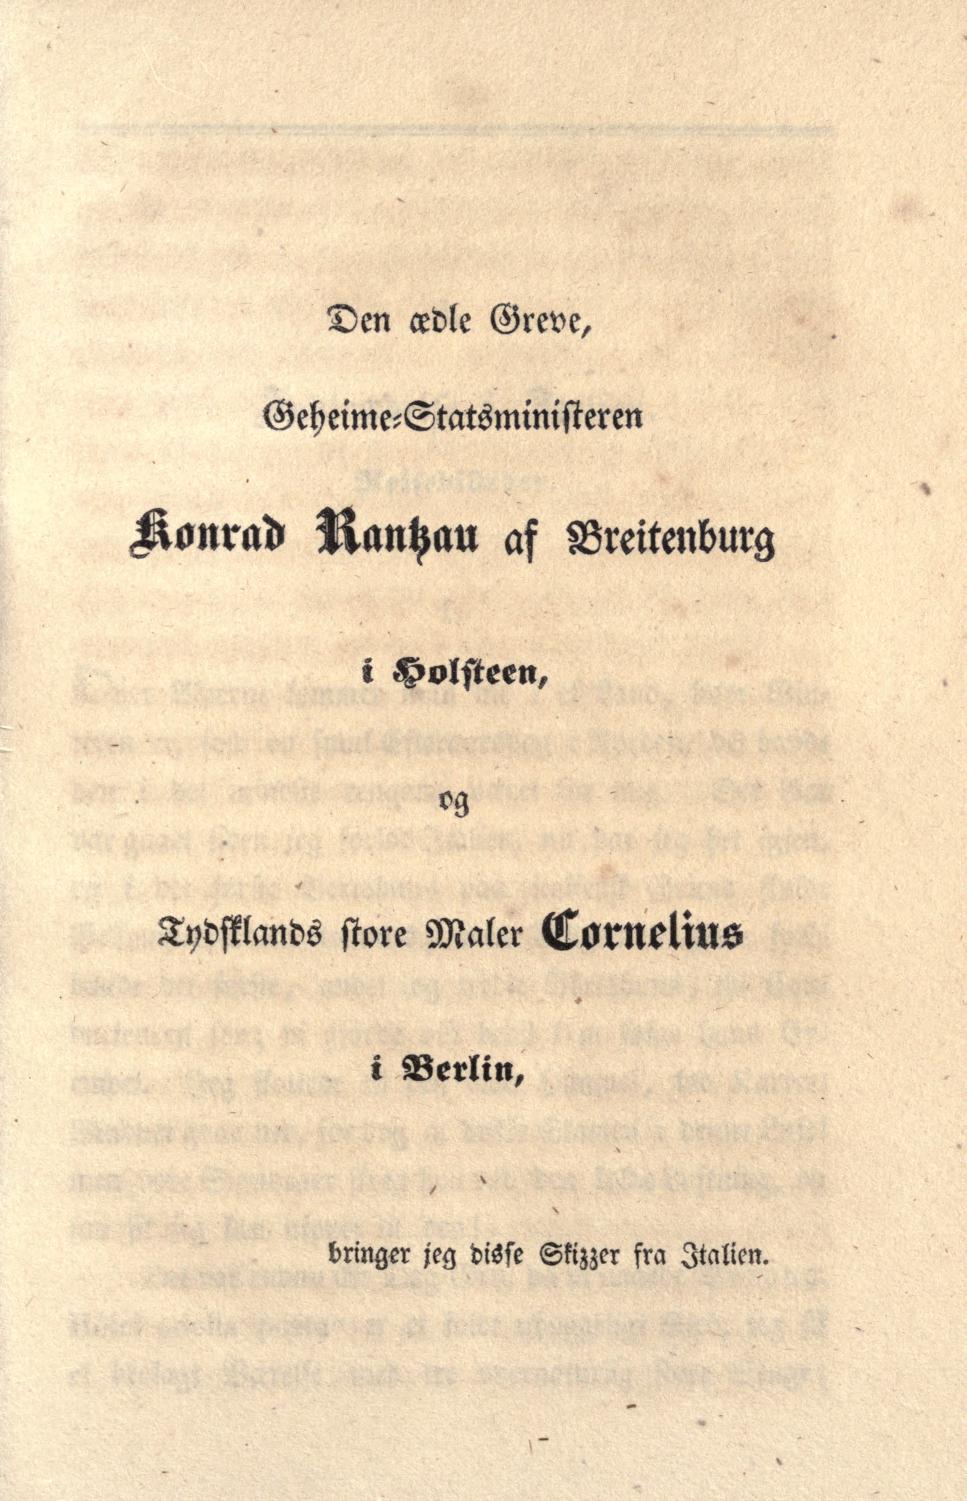 Den ædle Greve,
Geheime-Statsministeren
Konrad Rantzau af Breitenburg
i Holsteen,
og
Tydsklands store Maler Cornelius
i Berlin,
bringer jeg disse Skizzer fra Italien.